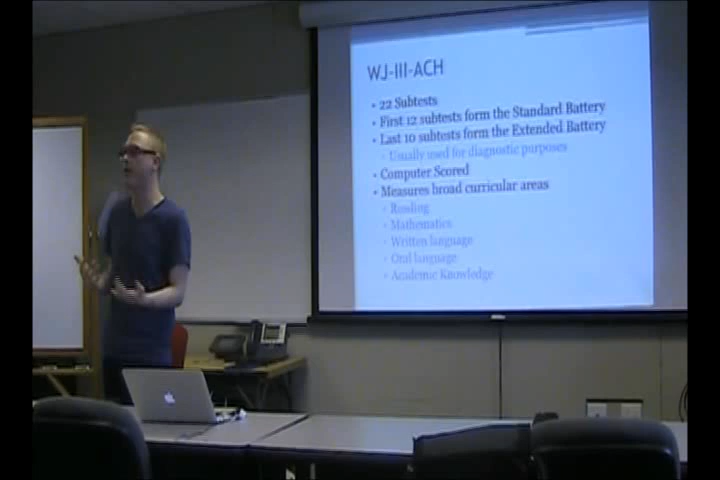 WJ-III-ACH
• 22 Subtests
• First 12 subtests form the Standard Battery
• Last 10 subtests form the Extended Battery
• Usually used for diagnostic purposes
• Computer Scored
• Measures broad curricular areas
• Reading
• Mathematics
• Written language
• Oral language
• Academic Knowledge